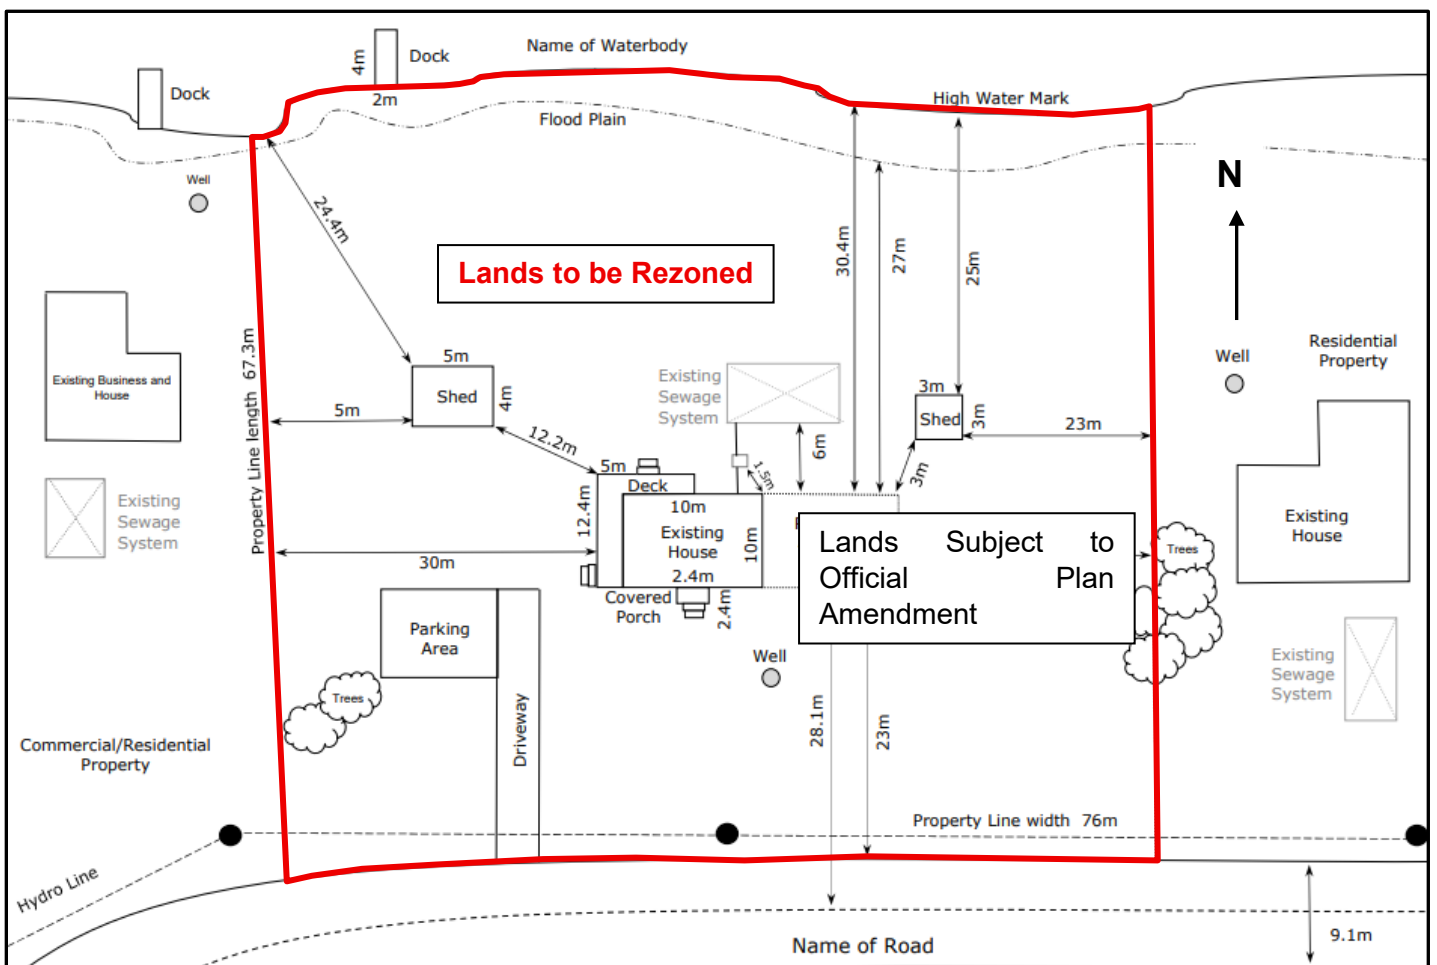 Name of Waterbody
Dock
4m
Dock
2m
High Water Mark
Flood Plain
Well
N
24.4m
30.4m
27m
25m
Lands to be Rezoned
Property Line length 67.3m
Residential
Property
Well
Existing Business and
House
5m
Shed
4m
5m
Existing
Sewage
System
3m
Shed
3m
23m
12.2m
6m
3m
1.5m
5m
Deck
12.4m
10m
Existing
House
10m
2.4m
30m
Existing
Sewage
System
Covered
Porch
2.4m
Lands Subject to
Official Plan
Amendment
Trees
Existing
House
Parking
Area
Well
Trees
Driveway
28.1m
23m
Existing
Sewage
System
Commercial/Residential
Property
Property Line width 76m
Hydro Line
Name of Road
9.1m